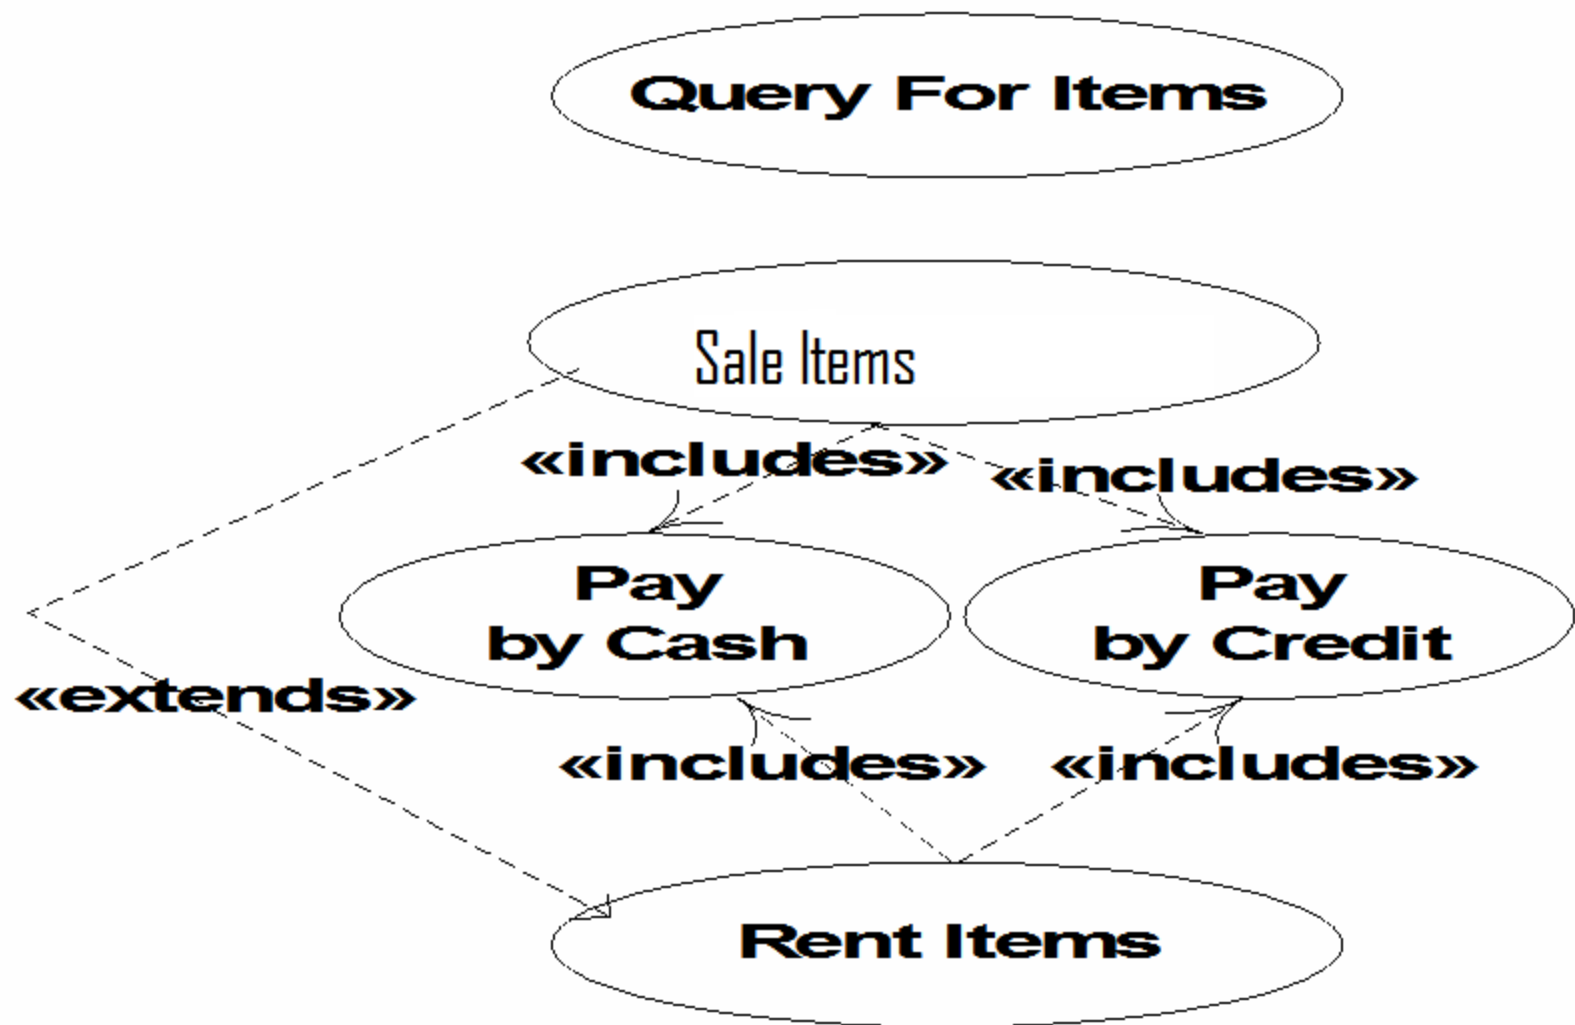 Query For Items
Sale Items
«includes»
«includes»
Pay
by Cash
Pay
by Credit
«extends»
«includes»
«includes»
Rent Items